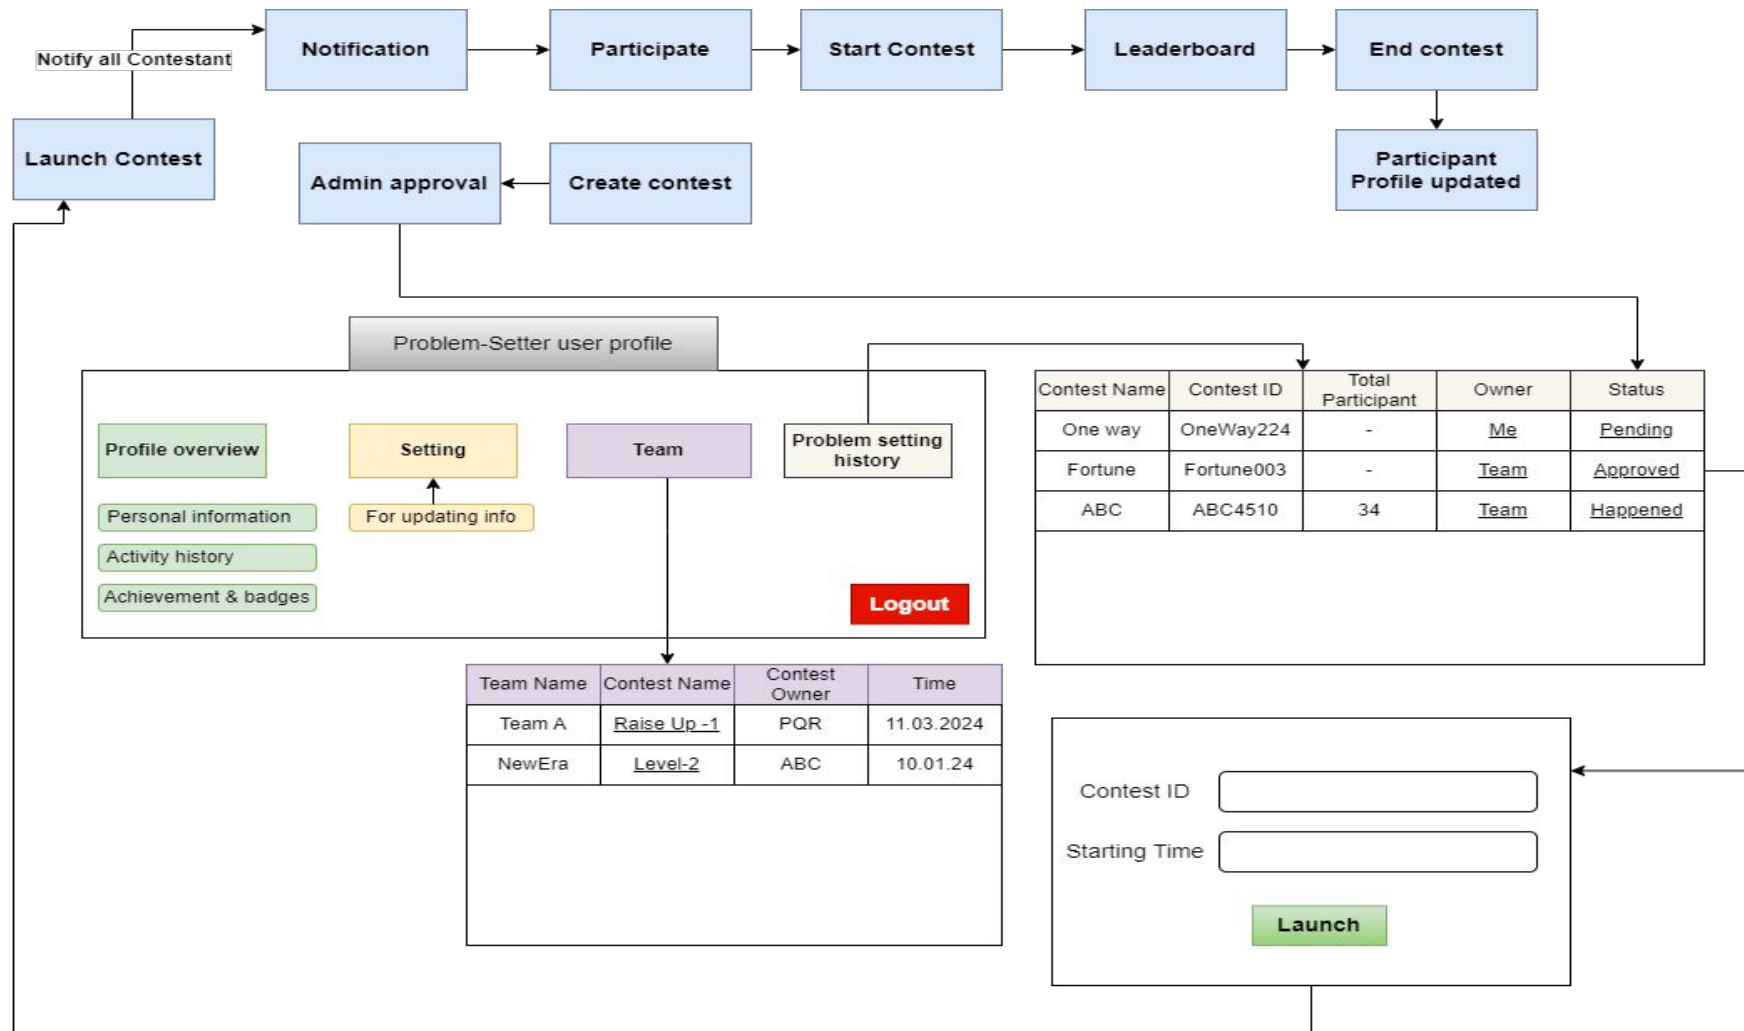 Notification
Participate
Start Contest
Leaderboard
End contest
Notify all Contestant
Launch Contest
Admin approval
Create contest
Participant
Profile updated
Problem-Setter user profile
Profile overview
Setting
Team
Problem setting
history
Personal information
For updating info
Activity history
Achievement & badges
Logout
Contest Name Contest ID Total
Participant Owner Status
One way OneWay224 - Me Pending
Fortune Fortune003 - Team Approved
ABC ABC4510 34 Team Happened
Team Name Contest Name Contest
Owner Time
Team A Raise Up -1 PQR 11.03.2024
NewEra Level-2 ABC 10.01.24
Contest ID
Starting Time
Launch